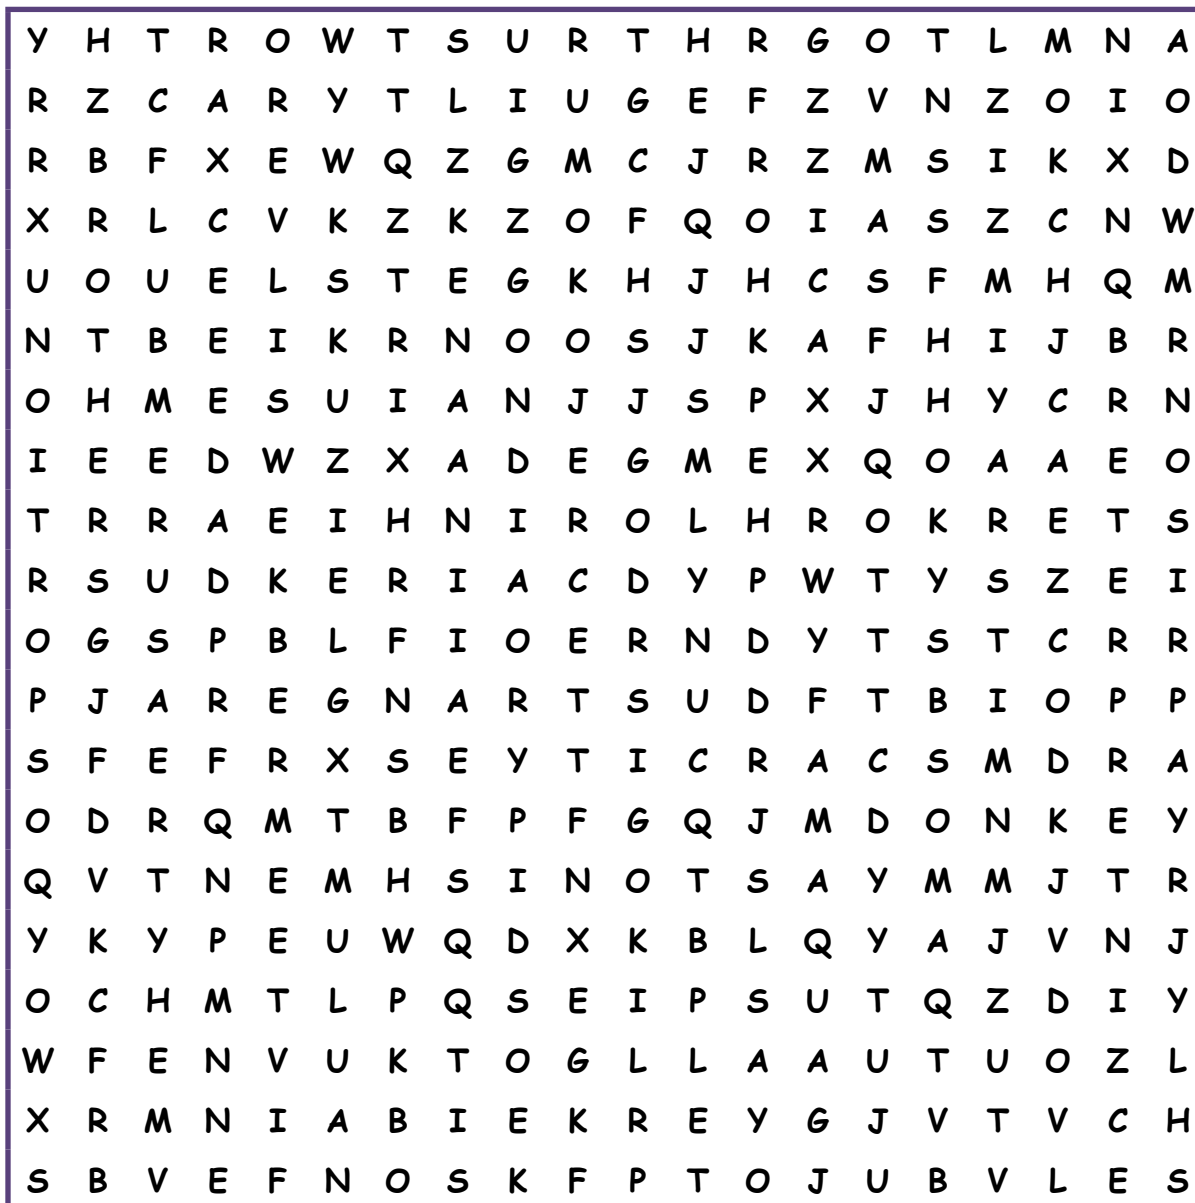 Y H T R O W T S U R T H R G O T L M N A
R Z C A R Y T L I U G E F Z V N Z O I O
R B F X E W Q Z G M C J R Z M S I K X D
X R L C V K Z K Z O F Q O I A S Z C N W
U O U E L S T E G K H J H C S F M H Q M
N T B E I K R N O O S J K A F H I J B R
O H M E S U I A N J J S P X J H Y C R N
I E E D W Z X A D E G M E X Q O A A E O
T R R A E I H N I R O L H R O K R E T S
R S U D K E R I A C D Y P W T Y S Z E I
O G S P B L F I O E R N D Y T S T C R R
P J A R E G N A R T S U D F T B I O P P
S F E F R X S E Y T I C R A C S M D R A
O D R Q M T B F P F G Q J M D O N K E Y
Q V T N E M H S I N O T S A Y M M J T R
Y K Y P E U W Q D X K B L Q Y A J V N J
O C H M T L P Q S E I P S U T Q Z D I Y
W F E N V U K T O G L L A A U T U O Z L
X R M N I A B I E K R E Y G J V T V C H
S B V E F N O S K F P T O J U B V L E S